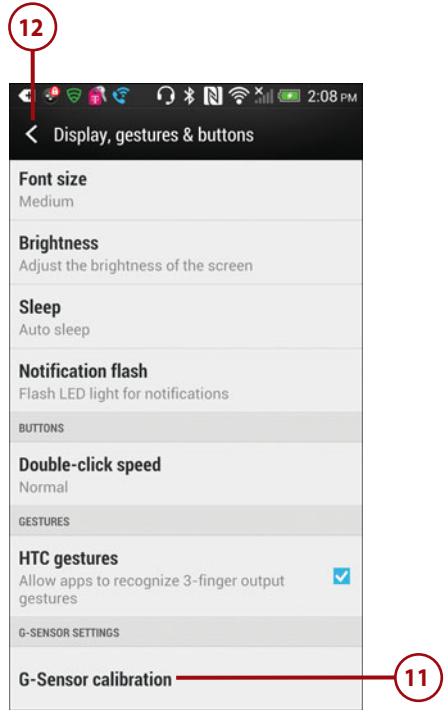 12
2:08 PM
Display, gestures & buttons
Font size
Medium
Brightness
Adjust the brightness of the screen
Sleep
Auto sleep
Notification flash
Flash LED light for notifications
BUTTONS
Double-click speed
Normal
GESTURES
HTC gestures
Allow apps to recognize 3-finger output
gestures
G-SENSOR SETTINGS
G-Sensor calibration
11